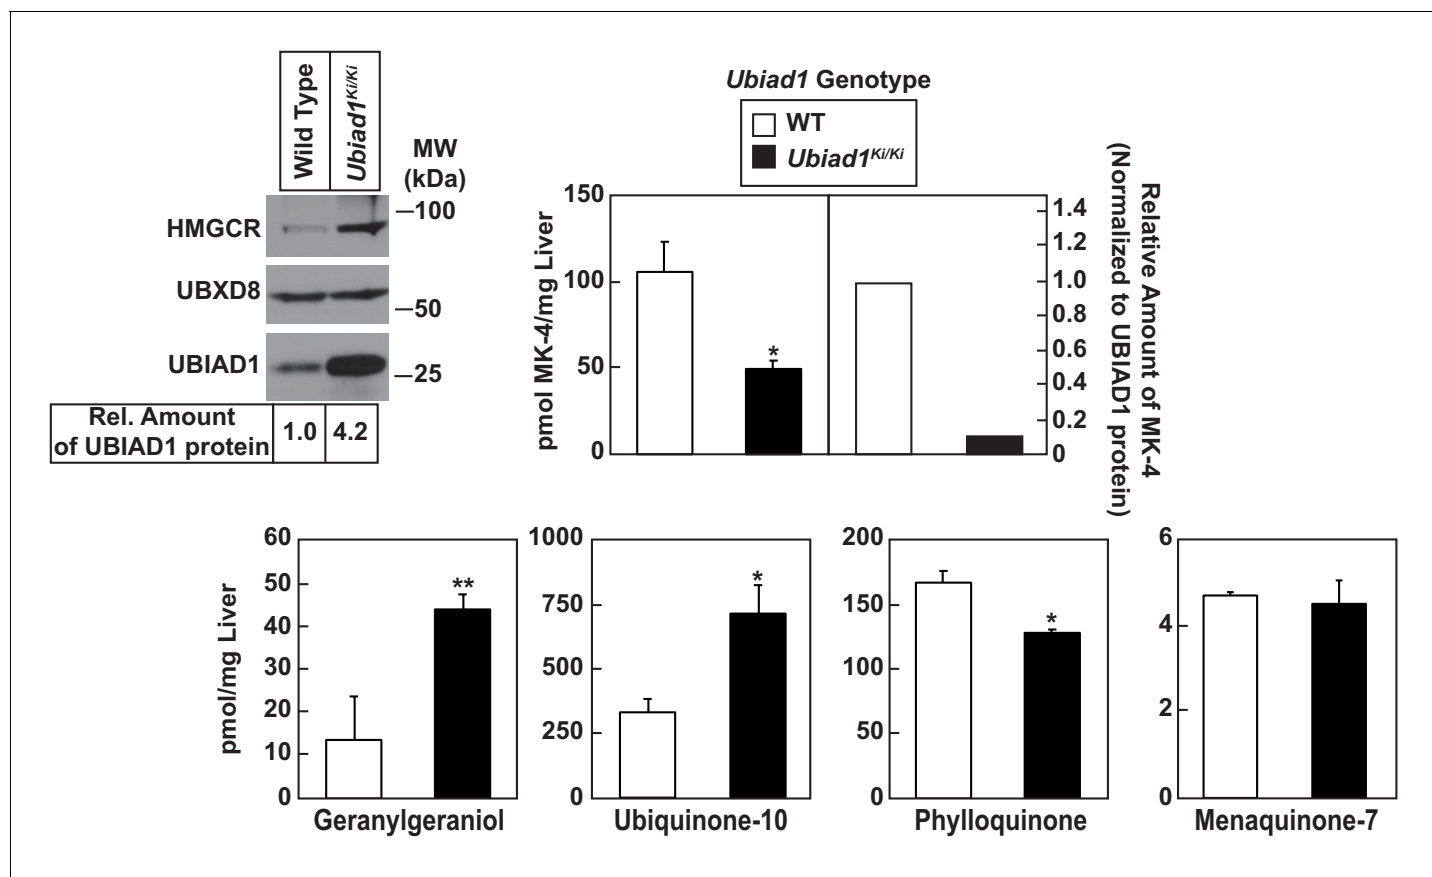 Wild Type
Ubiad1Ki/Ki
MW
(kDa)
HMGCR
—100
UBXD8
—50
UBIAD1
—25
Rel. Amount
of UBIAD1 protein
1.0
4.2
Ubiad1 Genotype
WT
Ubiad1Ki/Ki
pmol MK-4/mg Liver
150
100
50
0
*
1.4
1.2
1.0
0.8
0.6
0.4
0.2
0
Relative Amount of MK-4
(Normalized to UBIAD1 protein)
pmol/mg Liver
60
50
40
30
20
10
0
**
Geranylgeraniol
1000
750
500
250
0
*
Ubiquinone-10
200
150
100
50
0
*
Phylloquinone
6
4
2
0
Menaquinone-7